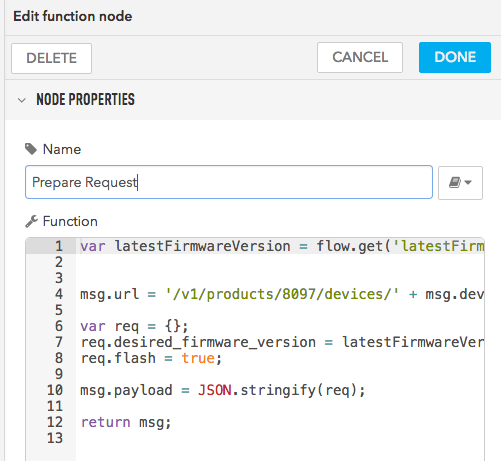 Edit function node
DELETE CANCEL DONE
NODE PROPERTIES
Name
Prepare Request
Function
1 var latestFirmwareVersion = flow.get('latestFirm
2
3
4 msg.url = '/v1/products/8097/devices/' + msg.dev
5
6 var req = {};
7 req.desired_firmware_version = latestFirmwareVer
8 req.flash = true;
9
10 msg.payload = JSON.stringify(req);
11
12 return msg;
13